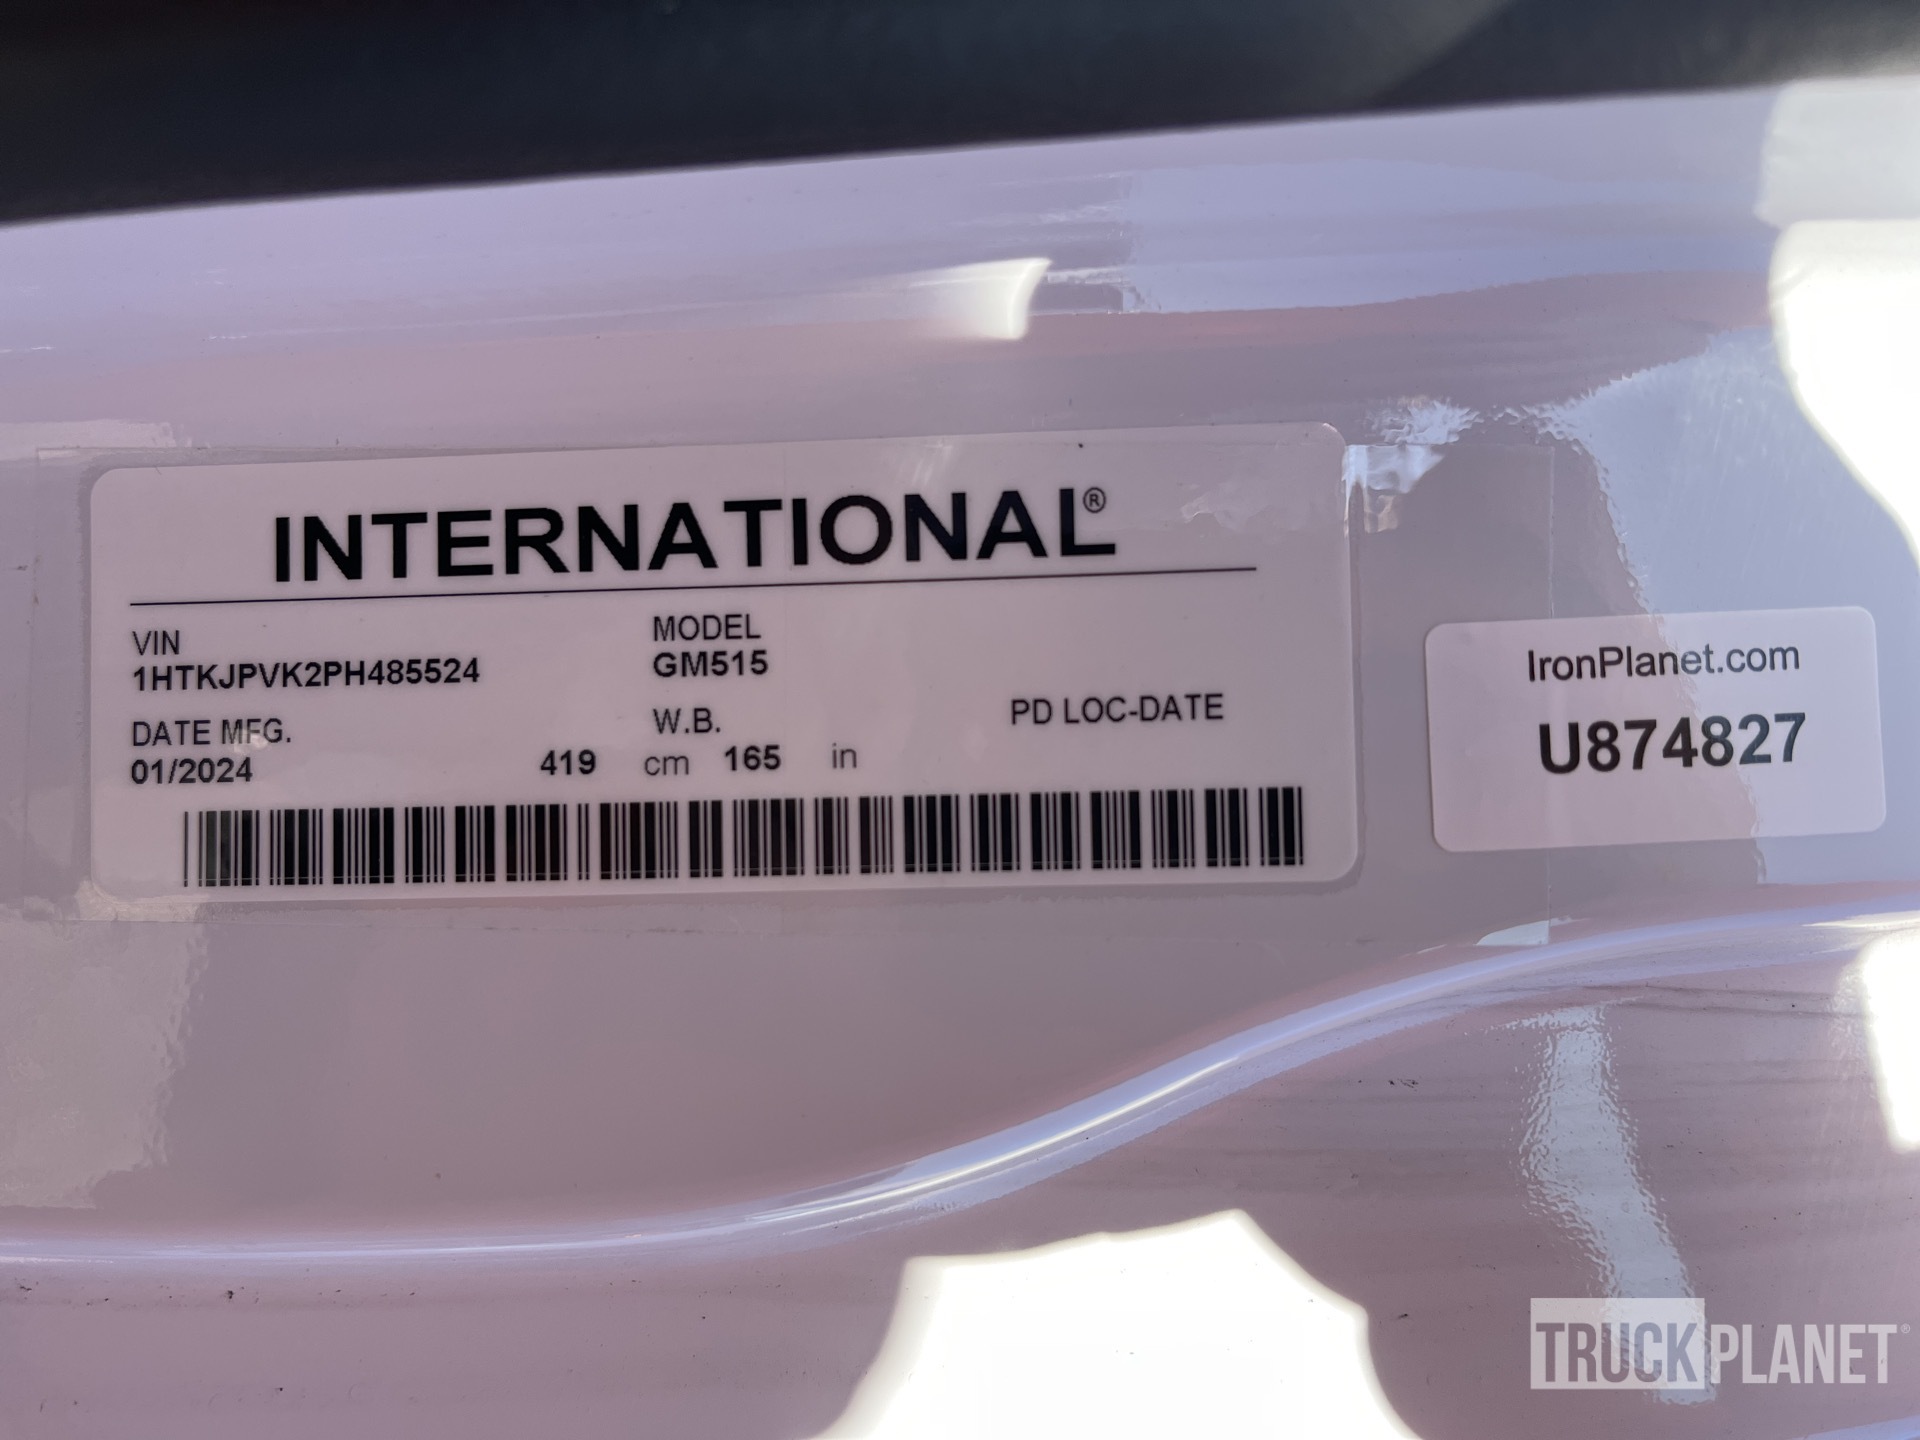 INTERNATIONAL®
VIN
1HTKJPVK2PH485524
MODEL
GM515
DATE MFG.
01/2024
W.B.
419 cm 165 in
PD LOC-DATE
IronPlanet.com
U874827
TRUCKPLANET®